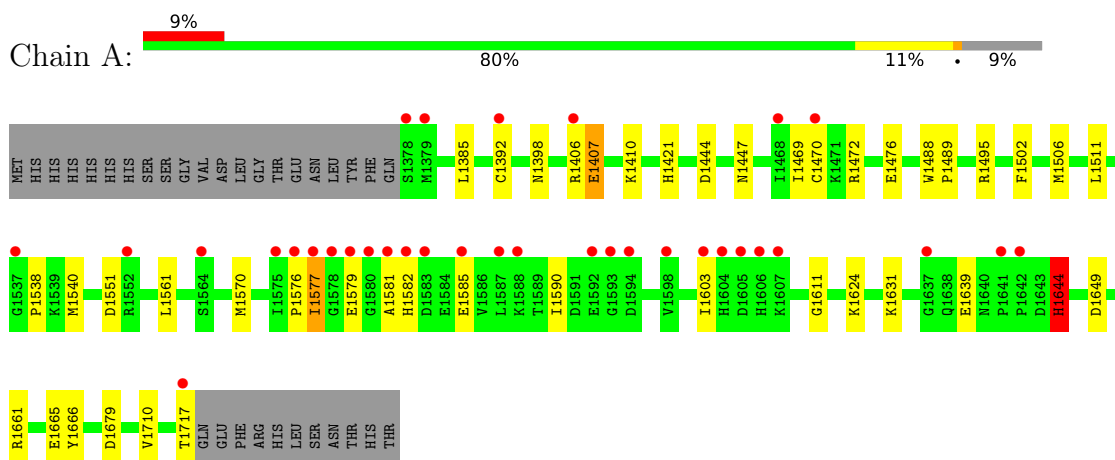 9%
Chain A:
80% 11% • 9%
MET HIS HIS HIS HIS HIS HIS SER SER GLY VAL ASP LEU GLY THR GLU ASN LEU TYR PHE GLN S1378 M1379 L1385 C1392 N1398 R1406 E1407 K1410 H1421 D1444 N1447 I1468 I1469 C1470 K1471 R1472 E1476 W1488 P1489 R1495 F1502 M1506 L1511
G1537 P1538 K1539 M1540 D1551 R1552 L1561 S1564 M1570 I1575 P1576 I1577 G1578 E1579 G1580 A1581 H1582 D1583 E1584 E1585 V1586 L1587 K1588 T1589 I1590 D1591 E1592 G1593 D1594 V1598 I1603 H1604 D1605 H1606 K1607 G1611 K1624 K1631 G1637 Q1638 E1639 N1640 P1641 P1642 D1643 H1644 D1649
R1661 E1665 Y1666 D1679 V1710 T1717 GLN GLU PHE ARG HIS LEU SER ASN THR HIS THR